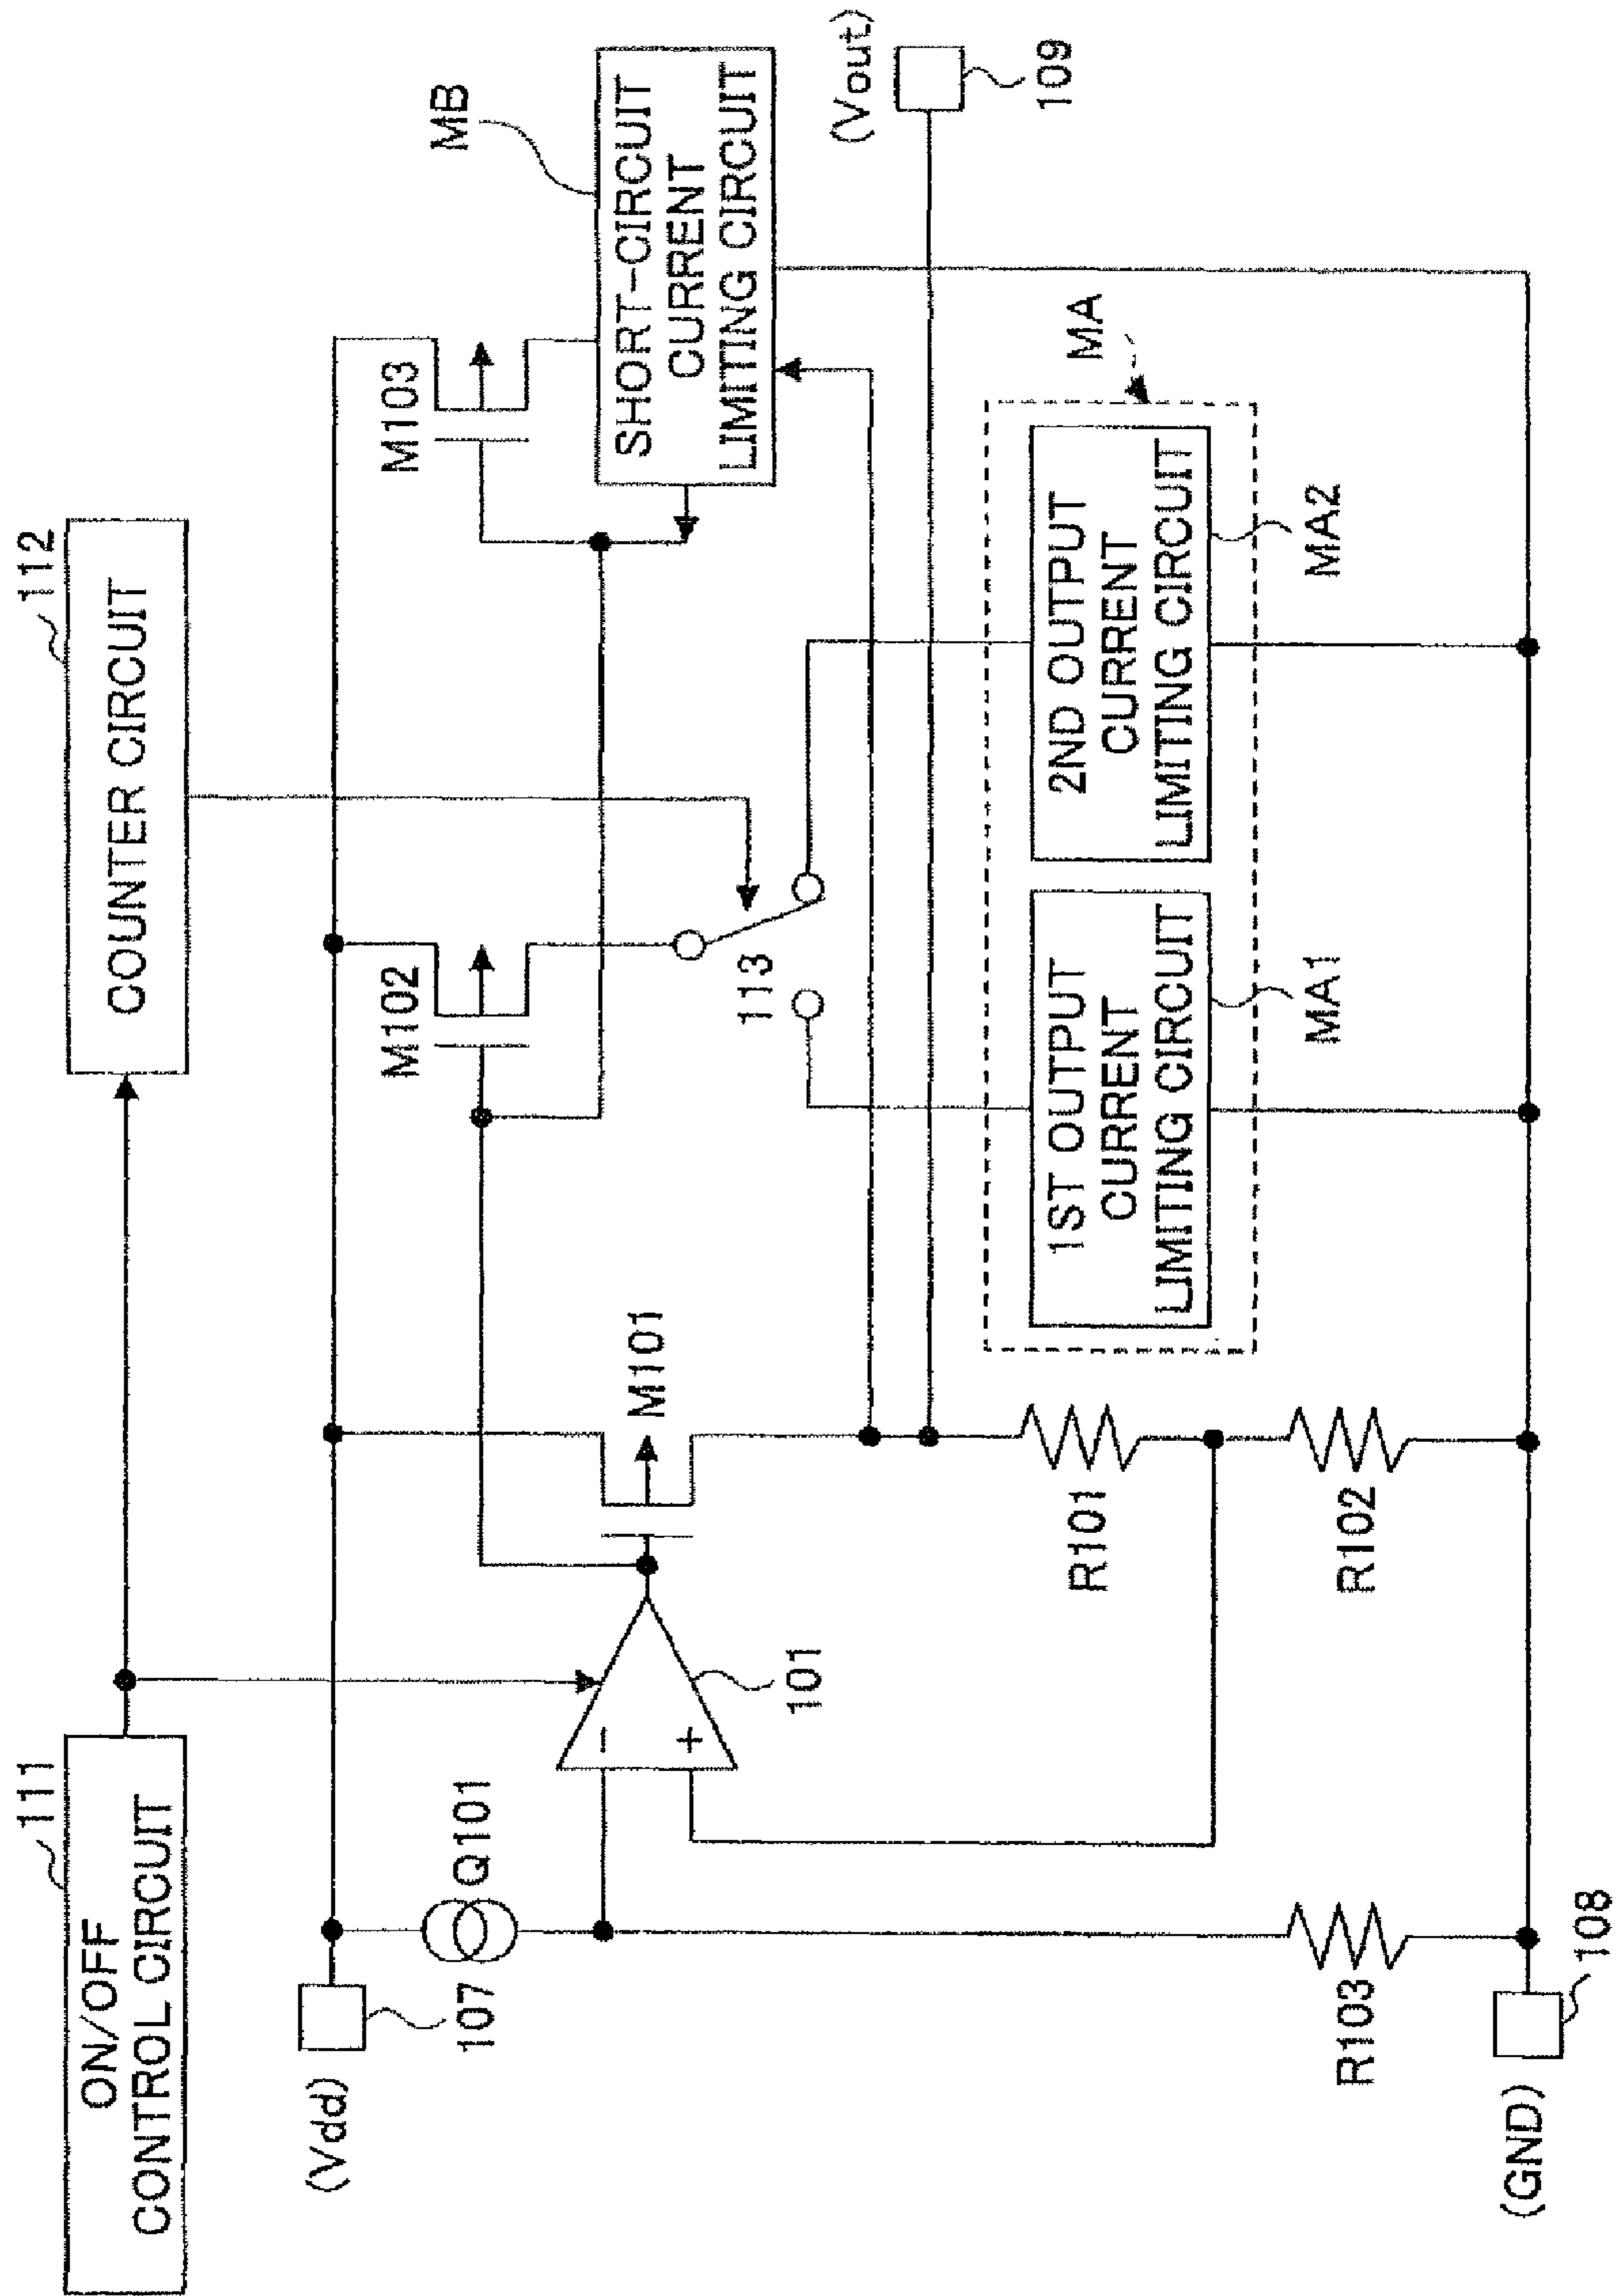 111
ON/OFF
CONTROL CIRCUIT
112
COUNTER CIRCUIT
(Vdd)
107
Q101
101
-
+
M101
M102
M103
MB
SHORT-CIRCUIT
CURRENT
LIMITING CIRCUIT
113
(Vout)
109
MA
1ST OUTPUT
CURRENT
LIMITING CIRCUIT
MA1
2ND OUTPUT
CURRENT
LIMITING CIRCUIT
MA2
R101
R102
R103
(GND)
108